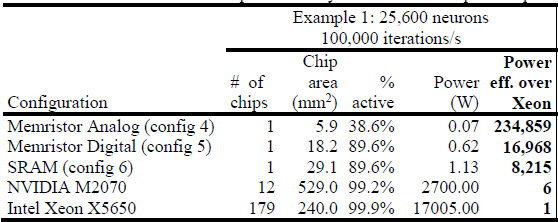 Example 1: 25,600 neurons
100,000 iterations/s
Chip Power
# of area % Power eff. over
Configuration chips (mm²) active (W) Xeon
Memristor Analog (config 4) 1 5.9 38.6% 0.07 234,859
Memristor Digital (config 5) 1 18.2 89.6% 0.62 16,968
SRAM (config 6) 1 29.1 89.6% 1.13 8,215
NVIDIA M2070 12 529.0 99.2% 2700.00 6
Intel Xeon X5650 179 240.0 99.9% 17005.00 1